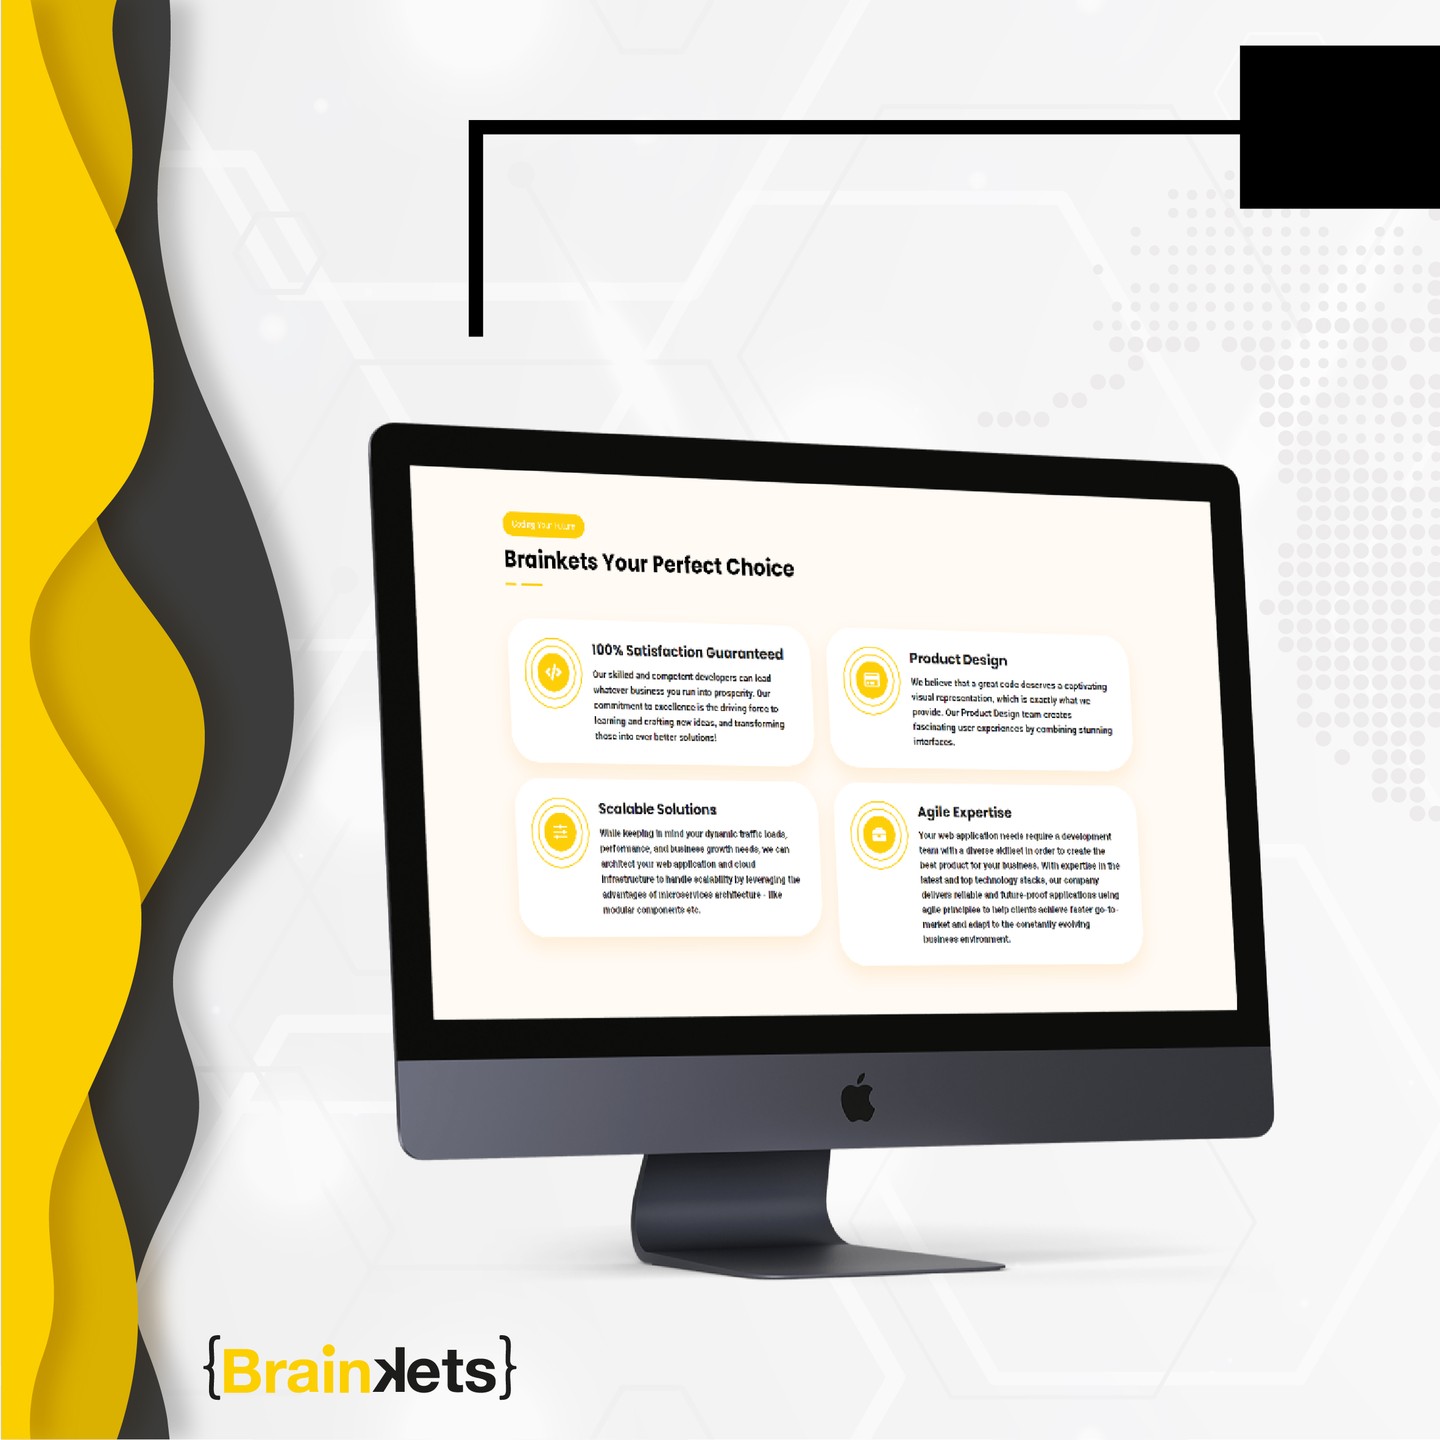 Coding Your Future
Brainkets Your Perfect Choice
100% Satisfaction Guaranteed
Our skilled and competent developers can lead
whatever business you run into prosperity. Our
commitment to excellence is the driving force to
learning and crafting new ideas, and transforming
those into ever better solutions!
Product Design
We believe that a great code deserves a captivating
visual representation, which is exactly what we
provide. Our Product Design team creates
fascinating user experiences by combining stunning
interfaces.
Scalable Solutions
While keeping in mind your dynamic traffic loads,
performance, and business growth needs, we can
architect your web application and cloud
infrastructure to handle scalability by leveraging the
advantages of microservices architecture - like
modular components etc.
Agile Expertise
Your web application needs require a development
team with a diverse skillset in order to create the
best product for your business. With expertise in the
latest and top technology stacks, our company
delivers reliable and future-proof applications using
agile principles to help clients achieve faster go-to-
market and adapt to the constantly evolving
business environment.
{Brainkets}